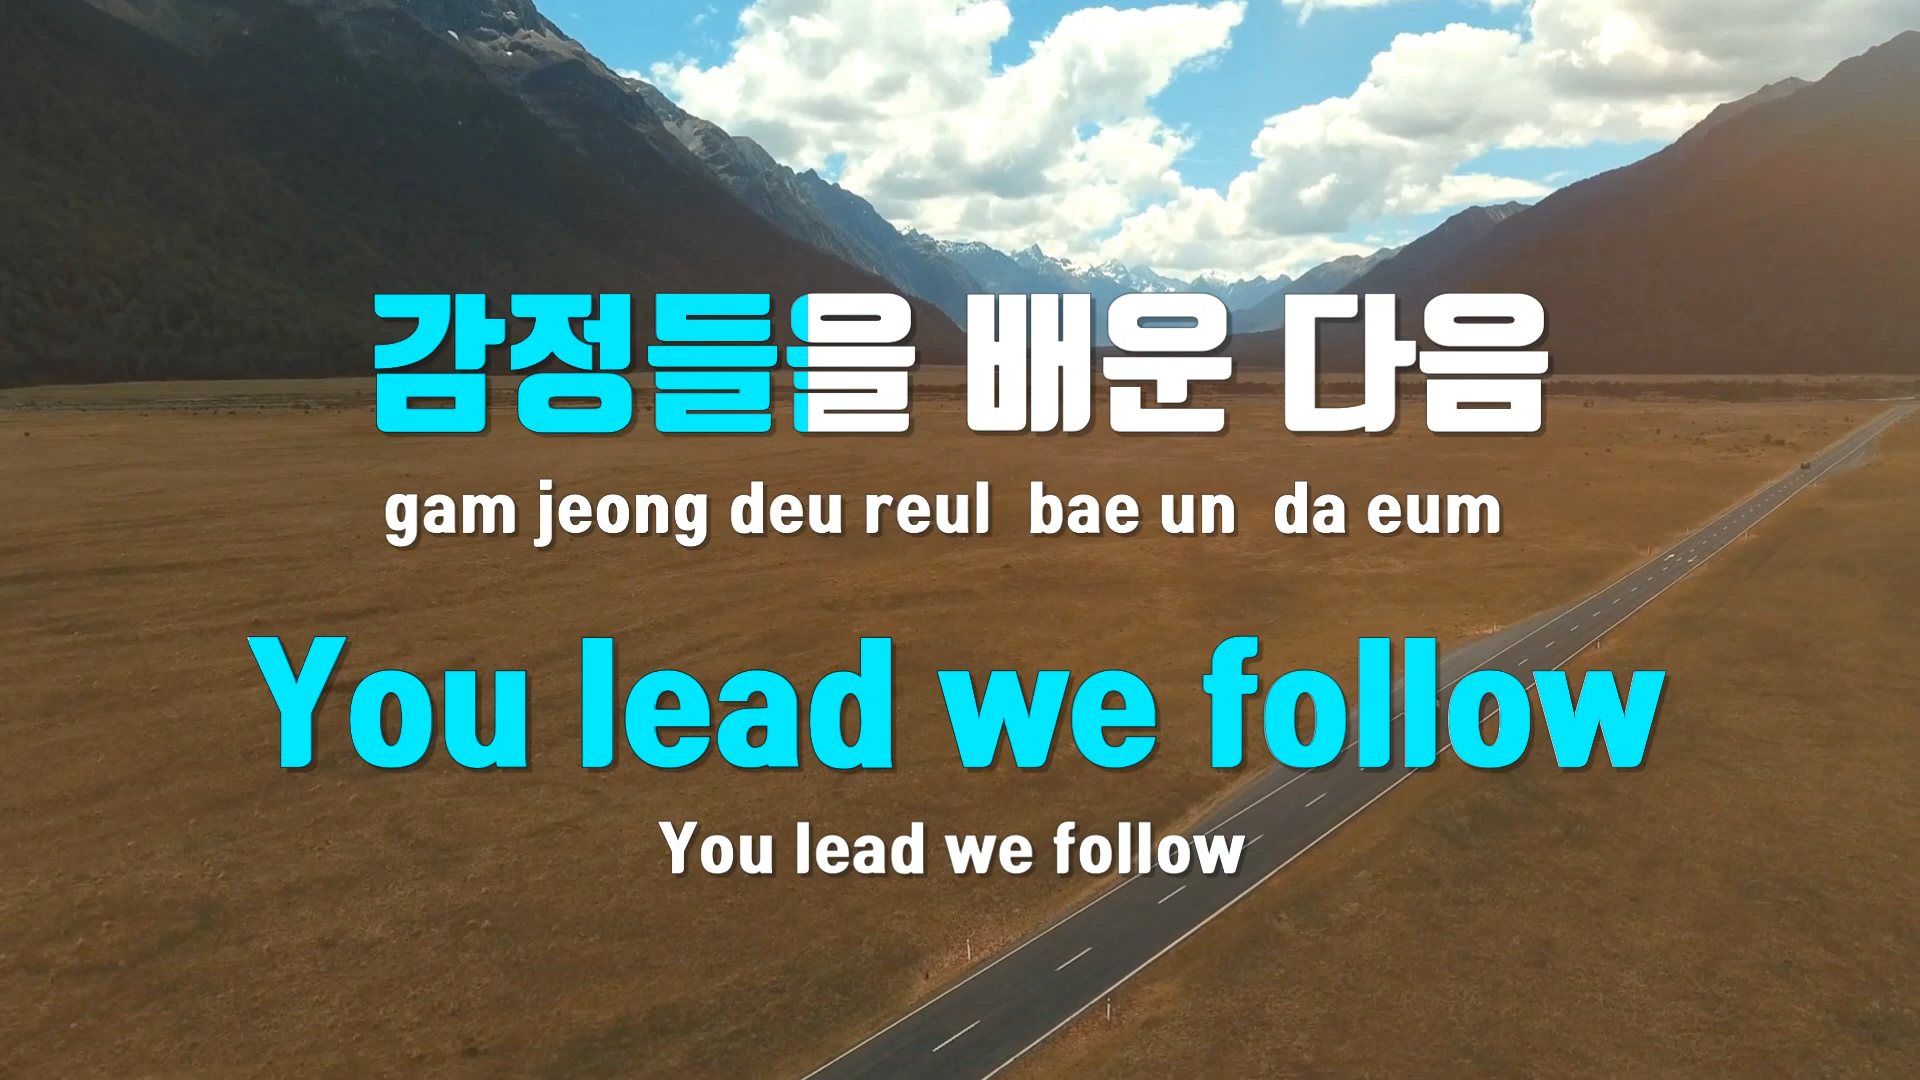 감정들을 배운 다음
gam jeong deu reul bae un da eum
You lead we follow
You lead we follow